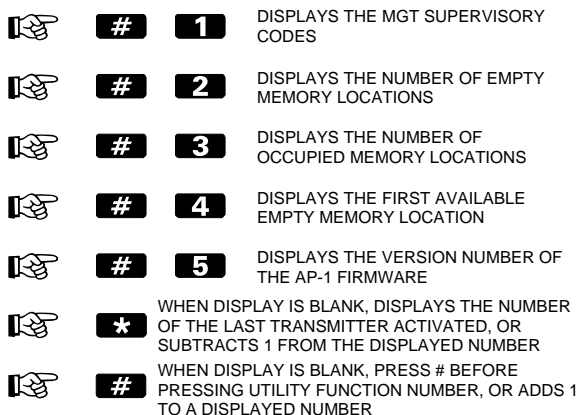 # 1 DISPLAYS THE MGT SUPERVISORY
CODES
# 2 DISPLAYS THE NUMBER OF EMPTY
MEMORY LOCATIONS
# 3 DISPLAYS THE NUMBER OF
OCCUPIED MEMORY LOCATIONS
# 4 DISPLAYS THE FIRST AVAILABLE
EMPTY MEMORY LOCATION
# 5 DISPLAYS THE VERSION NUMBER OF
THE AP-1 FIRMWARE
WHEN DISPLAY IS BLANK, DISPLAYS THE NUMBER
* OF THE LAST TRANSMITTER ACTIVATED, OR
SUBTRACTS 1 FROM THE DISPLAYED NUMBER
WHEN DISPLAY IS BLANK, PRESS # BEFORE
# PRESSING UTILITY FUNCTION NUMBER, OR ADDS 1
TO A DISPLAYED NUMBER